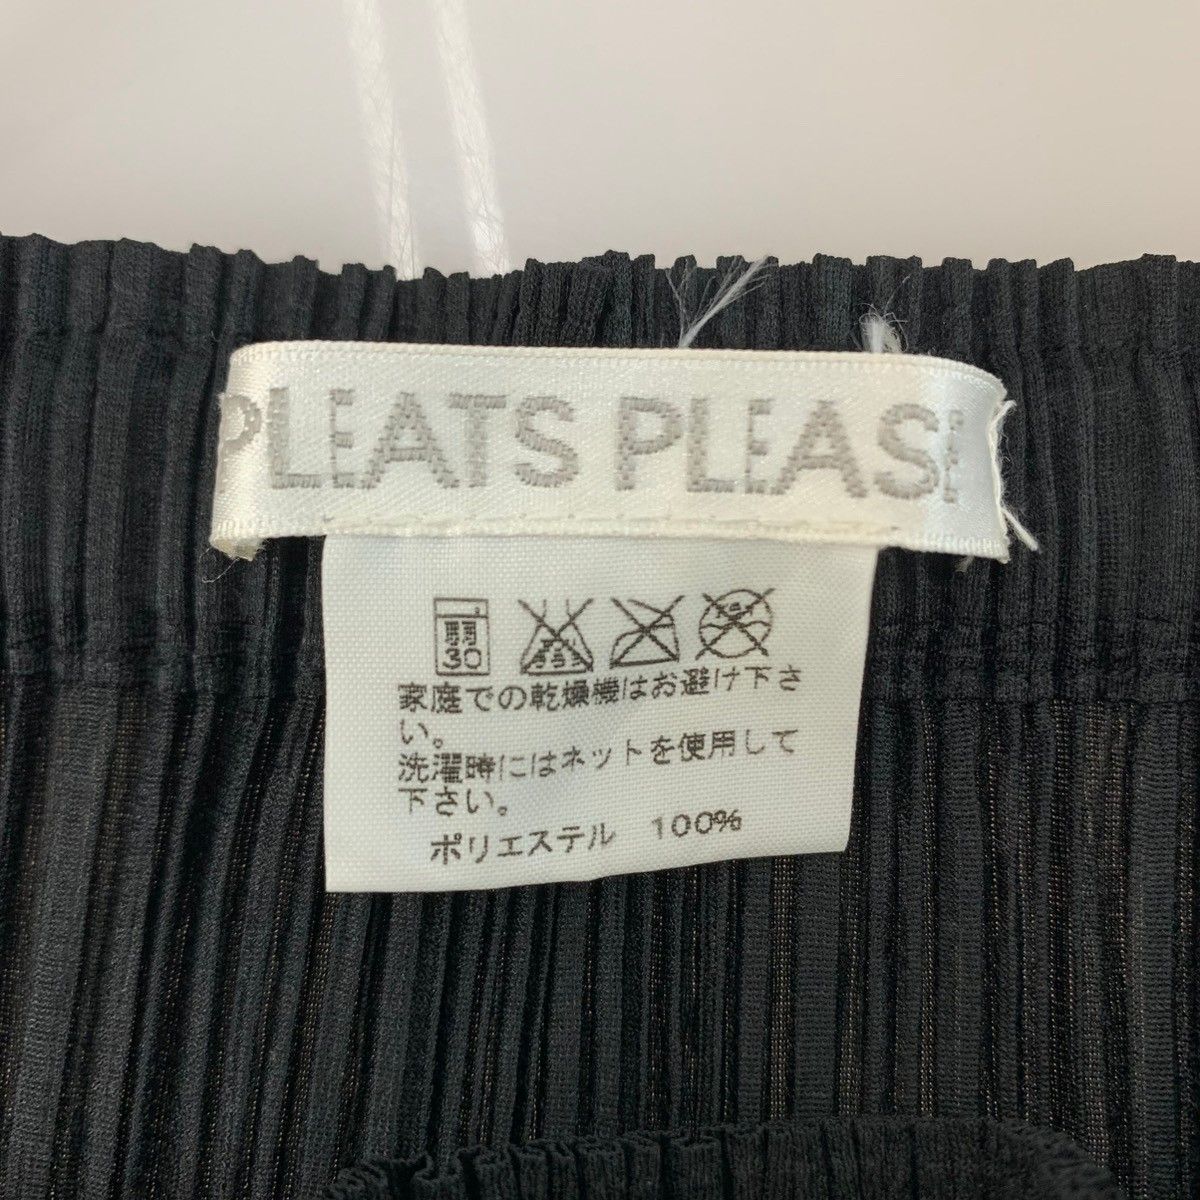 PLEATS PLEASE
弱
30
家庭での乾燥機はお避け下さ
い。
洗濯時にはネットを使用して
下さい。
ポリエステル 100%